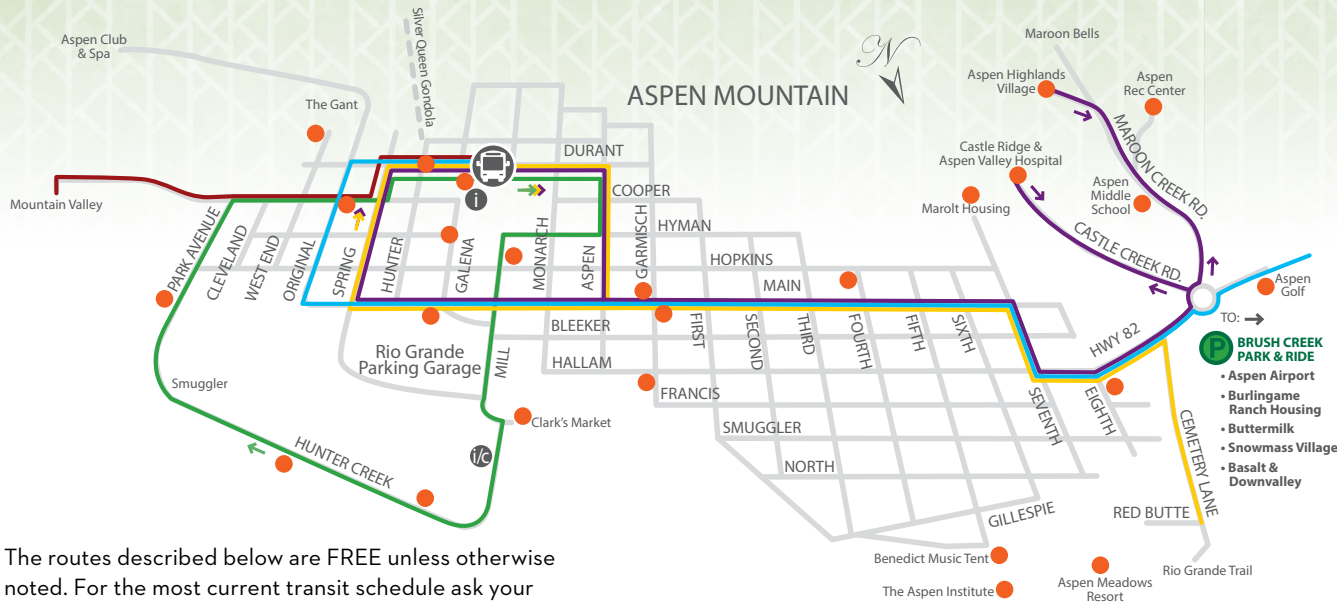 Aspen Club
& Spa
Silver Queen Gondola
N
ASPEN MOUNTAIN
Maroon Bells
Aspen Highlands
Village
Aspen
Rec Center
The Gant
DURANT
Castle Ridge &
Aspen Valley Hospital
MAROON CREEK RD.
Mountain Valley
i
COOPER
Marolt Housing
Aspen
Middle
School
CASTLE CREEK RD.
PARK AVENUE
CLEVELAND
WEST END
ORIGINAL
SPRING
HUNTER
GALENA
MONARCH
ASPEN
GARMISCH
HYMAN
HOPKINS
MAIN
Aspen
Golf
TO:
P
BRUSH CREEK
PARK & RIDE
• Aspen Airport
• Burlingame
Ranch Housing
• Buttermilk
• Snowmass Village
• Basalt &
Downvalley
BLEEKER
FIRST
SECOND
THIRD
FOURTH
FIFTH
SIXTH
HWY 82
Rio Grande
Parking Garage
MILL
HALLAM
Smuggler
FRANCIS
SEVENTH
EIGHTH
Clark's Market
SMUGGLER
CEMETERY LANE
HUNTER CREEK
i/c
NORTH
GILLESPIE
RED BUTTE
Benedict Music Tent
The Aspen Institute
Aspen Meadows
Resort
Rio Grande Trail
The routes described below are FREE unless otherwise
noted. For the most current transit schedule ask your